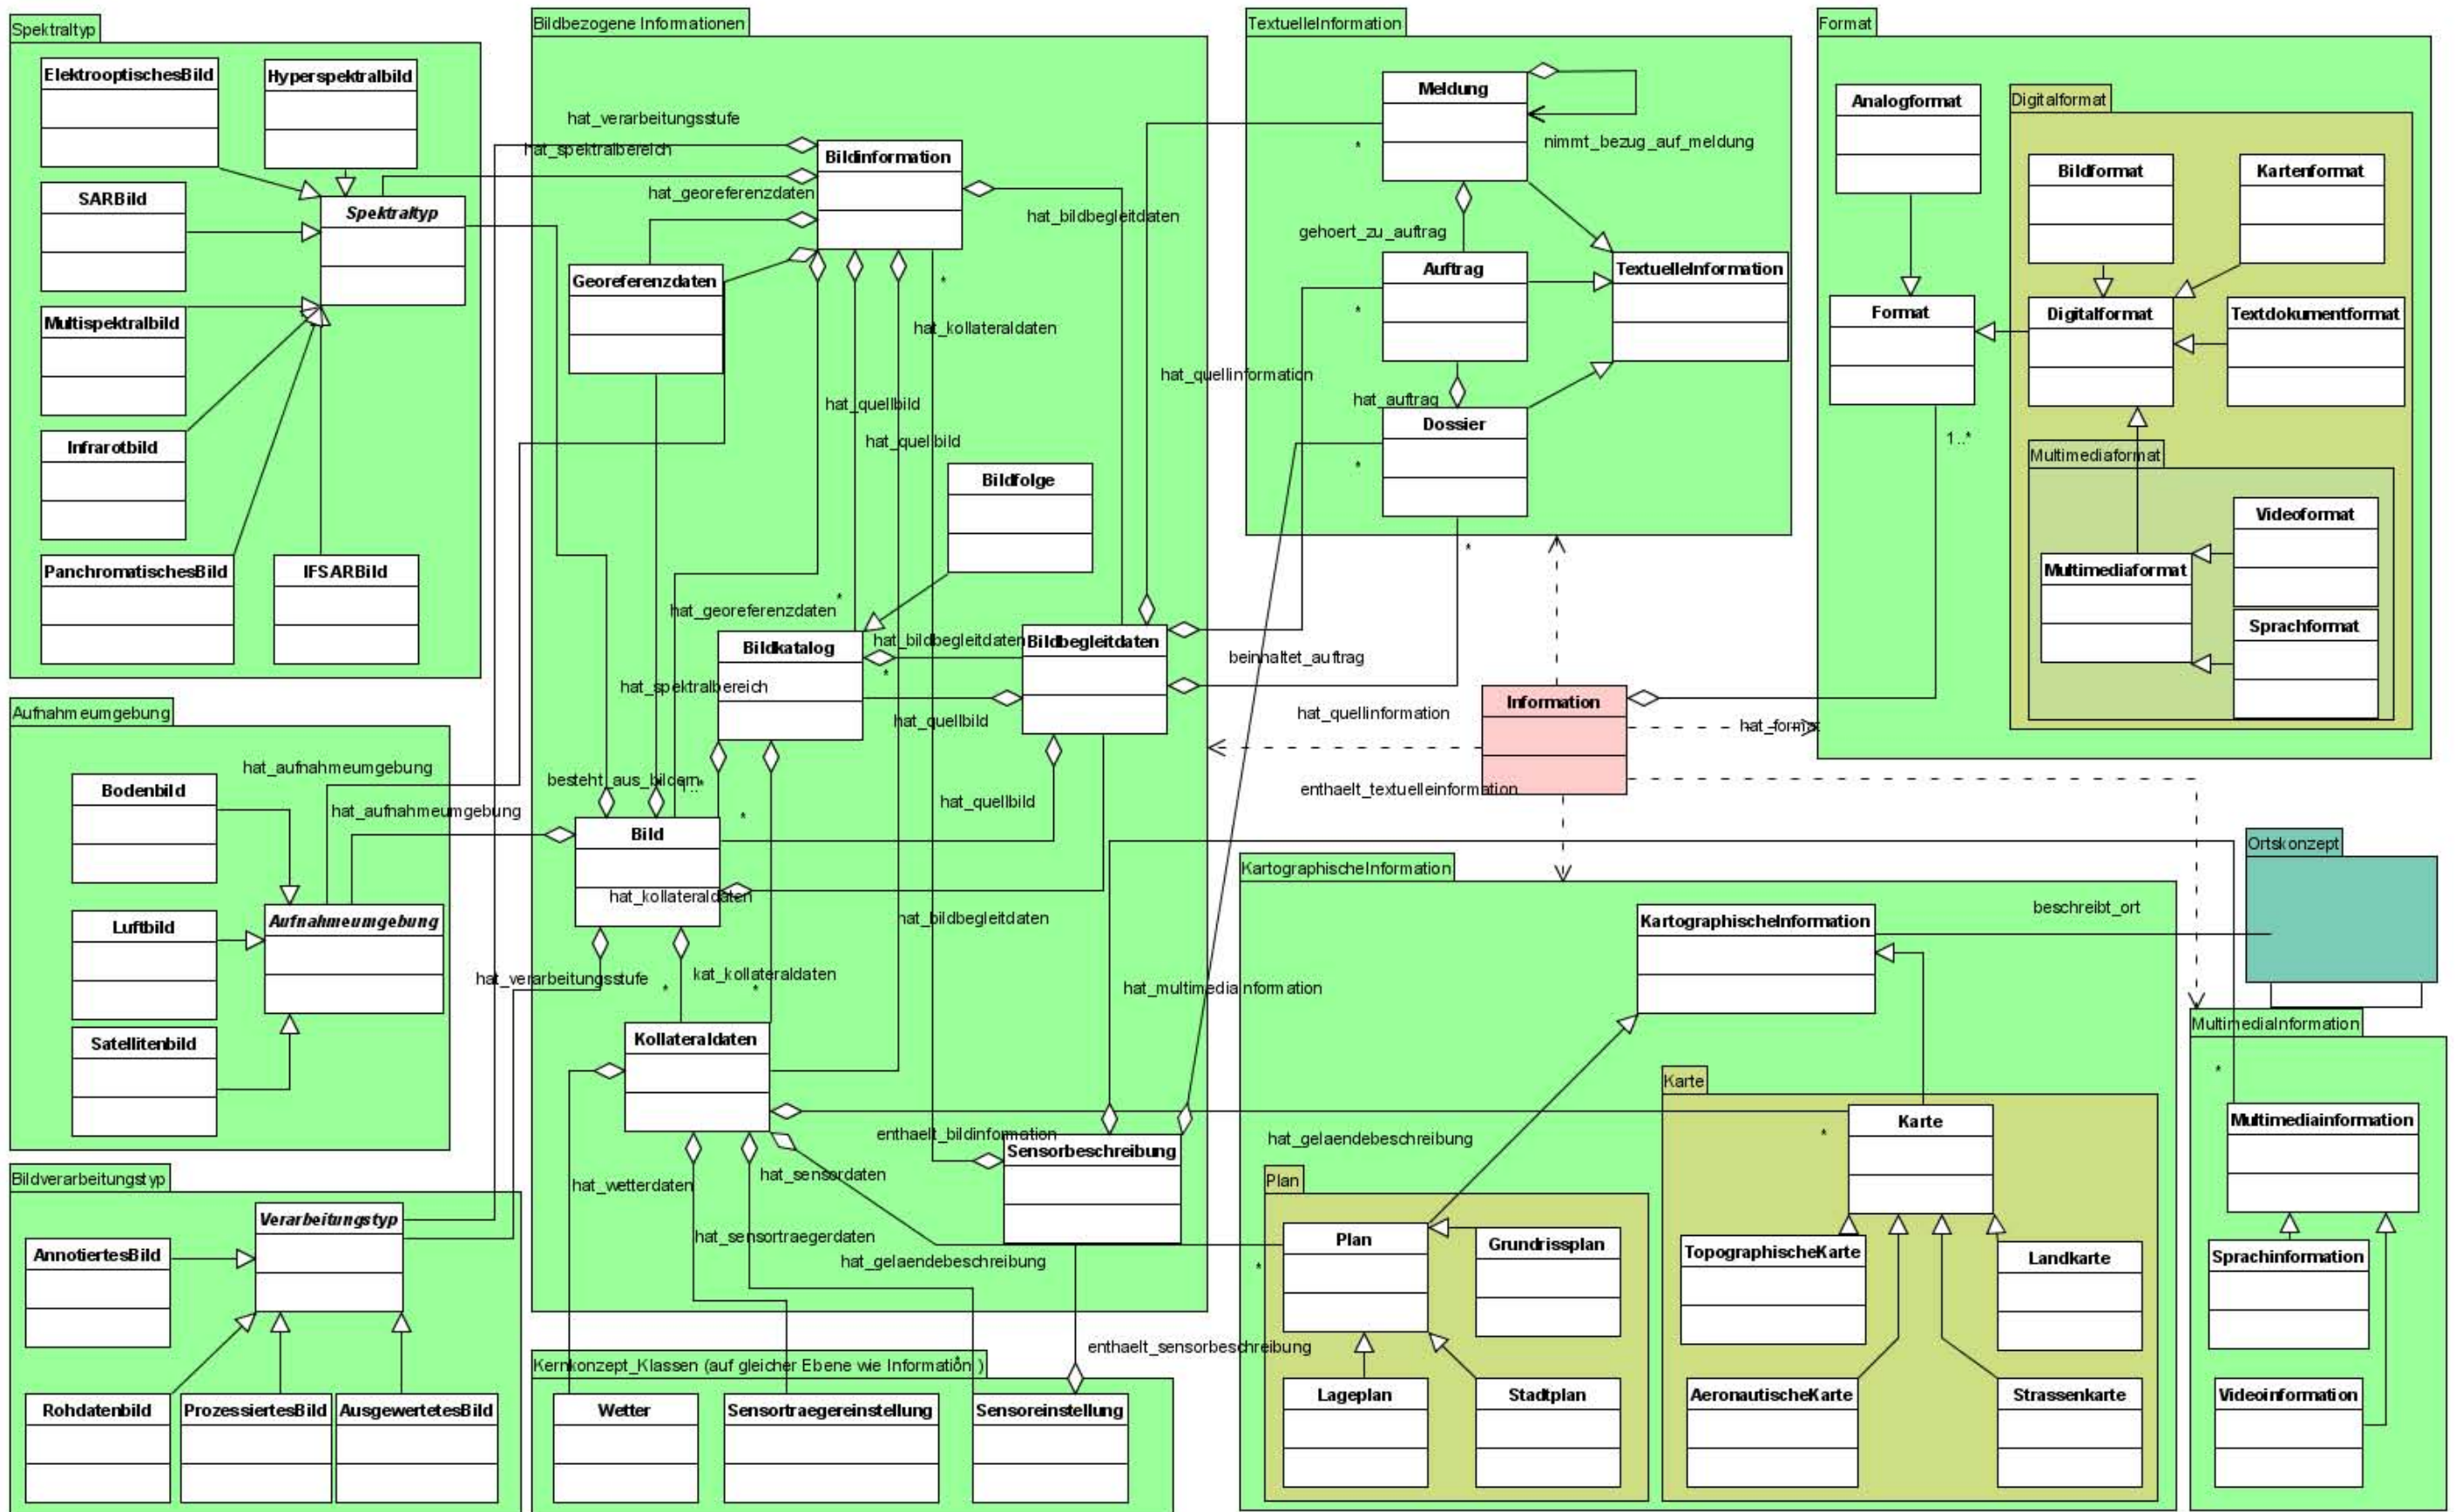 Spektraltyp
ElektrooptischesBild
Hyperspektralbild
SARBild
Spektraltyp
Multispektralbild
Infrarotbild
PanchromatischesBild
IFSARBild
Aufnahmeumgebung
hat_aufnahmeumgebung
Bodenbild
hat_aufnahmeumgebung
Luftbild
Aufnahmeumgebung
Satellitenbild
Bildverarbeitungstyp
Verarbeitungstyp
AnnotiertesBild
Rohdatenbild
ProzessiertesBild
AusgewertetesBild
Bildbezogene Informationen
hat_verarbeitungsstufe
hat_spektralbereich
Bildinformation
hat_georeferenzdaten
hat_bildbegleitdaten
Georeferenzdaten
*
hat_kollateraldaten
hat_quellbild
hat_quellbild
Bildfolge
*
hat_georeferenzdaten
Bildkatalog
hat_bildbegleitdaten
Bildbegleitdaten
*
hat_spektralbereich
hat_quellbild
besteht_aus_bildern
hat_quellbild
*
Bild
hat_kollateraldaten
hat_bildbegleitdaten
hat_verarbeitungsstufe
kat_kollateraldaten
*
*
Kollateraldaten
enthaelt_bildinformation
Sensorbeschreibung
hat_sensordaten
hat_wetterdaten
hat_sensortraegerdaten
hat_gelaendebeschreibung
hat_multimediainformation
Kernkonzept_Klassen (auf gleicher Ebene wie Information )
*
enthaelt_sensorbeschreibung
Wetter
Sensortraegereinstellung
Sensoreinstellung
TextuelleInformation
Meldung
*
nimmt_bezug_auf_meldung
gehoert_zu_auftrag
Auftrag
TextuelleInformation
*
hat_quellinformation
hat_auftrag
Dossier
*
*
beinhaltet_auftrag
hat_quellinformation
Information
hat_format
enthaelt_textuelleinformation
Format
Analogformat
Digitalformat
Bildformat
Kartenformat
Format
Digitalformat
Textdokumentformat
1..*
Multimediaformat
Videoformat
Multimediaformat
Sprachformat
Ortskonzept
KartographischeInformation
KartographischeInformation
beschreibt_ort
Karte
Karte
*
hat_gelaendebeschreibung
Plan
Plan
*
Grundrissplan
Lageplan
Stadtplan
TopographischeKarte
Landkarte
AeronautischeKarte
Strassenkarte
MultimediaInformation
*
Multimediainformation
Sprachinformation
Videoinformation